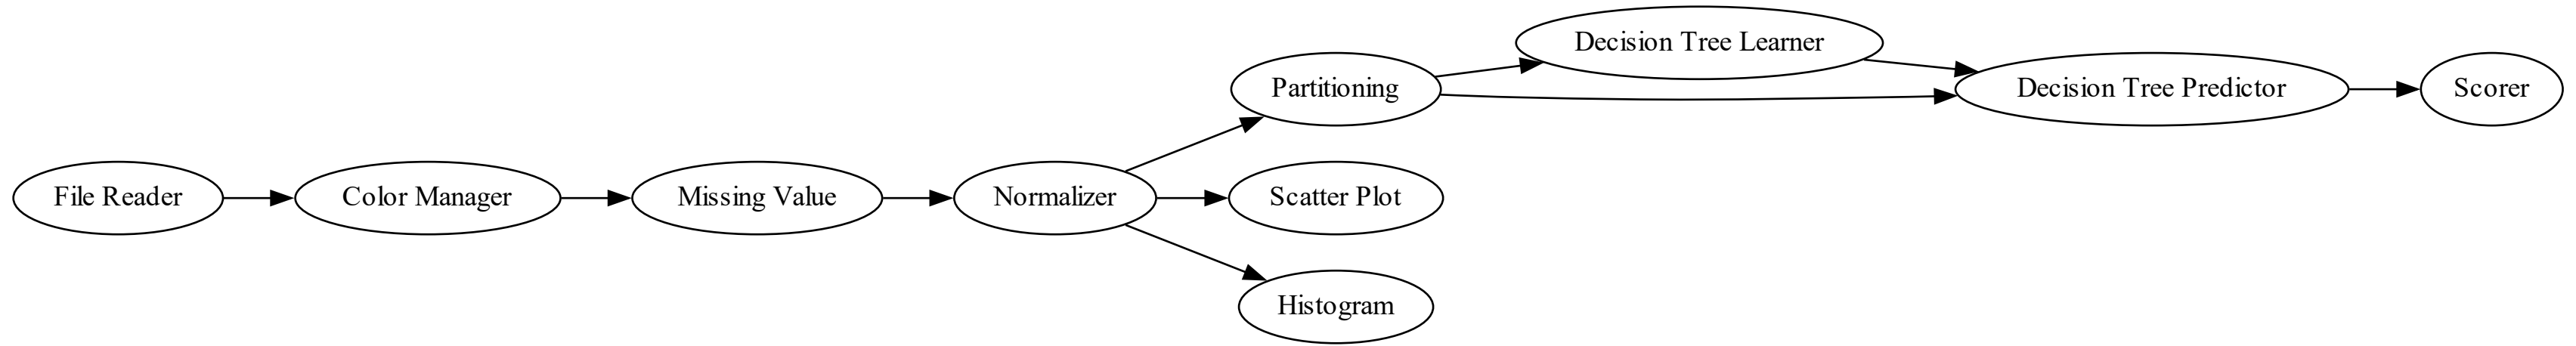 File Reader
Color Manager
Missing Value
Normalizer
Partitioning
Scatter Plot
Histogram
Decision Tree Learner
Decision Tree Predictor
Scorer